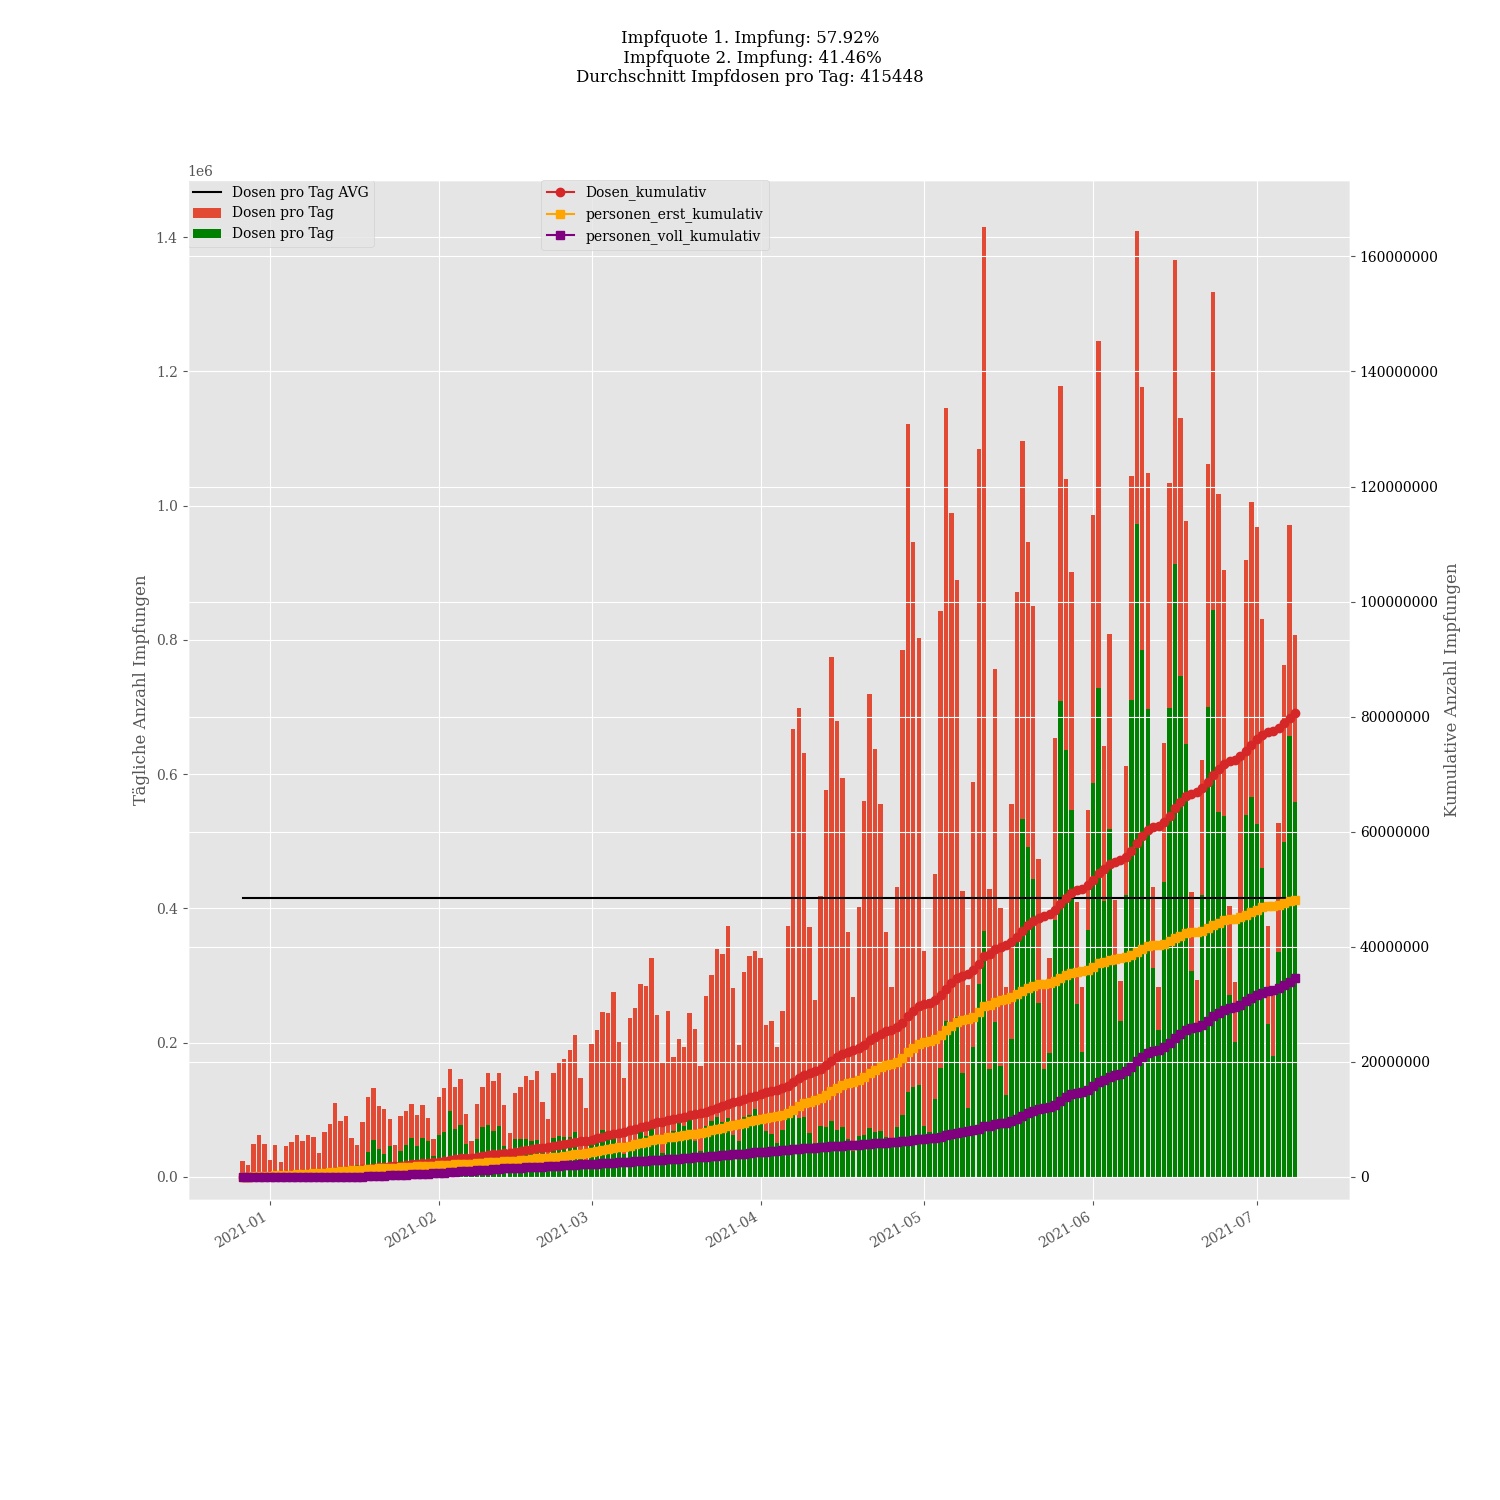 Impfquote 1. Impfung: 57.92%
Impfquote 2. Impfung: 41.46%
Durchschnitt Impfdosen pro Tag: 415448
1e6
Dosen pro Tag AVG
Dosen pro Tag
Dosen pro Tag
Dosen_kumulativ
personen_erst_kumulativ
personen_voll_kumulativ
1.4
1.2
1.0
0.8
0.6
0.4
0.2
0.0
Tägliche Anzahl Impfungen
160000000
140000000
120000000
100000000
80000000
60000000
40000000
20000000
0
Kumulative Anzahl Impfungen
2021-01
2021-02
2021-03
2021-04
2021-05
2021-06
2021-07